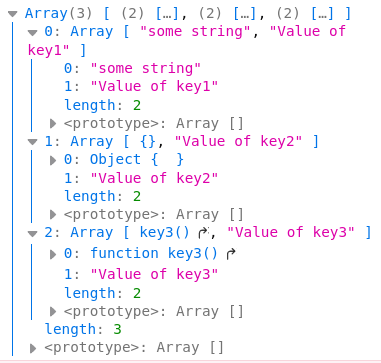 Array(3) [ (2) […], (2) […], (2) […] ]
0: Array [ "some string", "Value of
key1" ]
0: "some string"
1: "Value of key1"
length: 2
<prototype>: Array []
1: Array [ {}, "Value of key2" ]
0: Object {  }
1: "Value of key2"
length: 2
<prototype>: Array []
2: Array [ key3(), "Value of key3" ]
0: function key3()
1: "Value of key3"
length: 2
<prototype>: Array []
length: 3
<prototype>: Array []